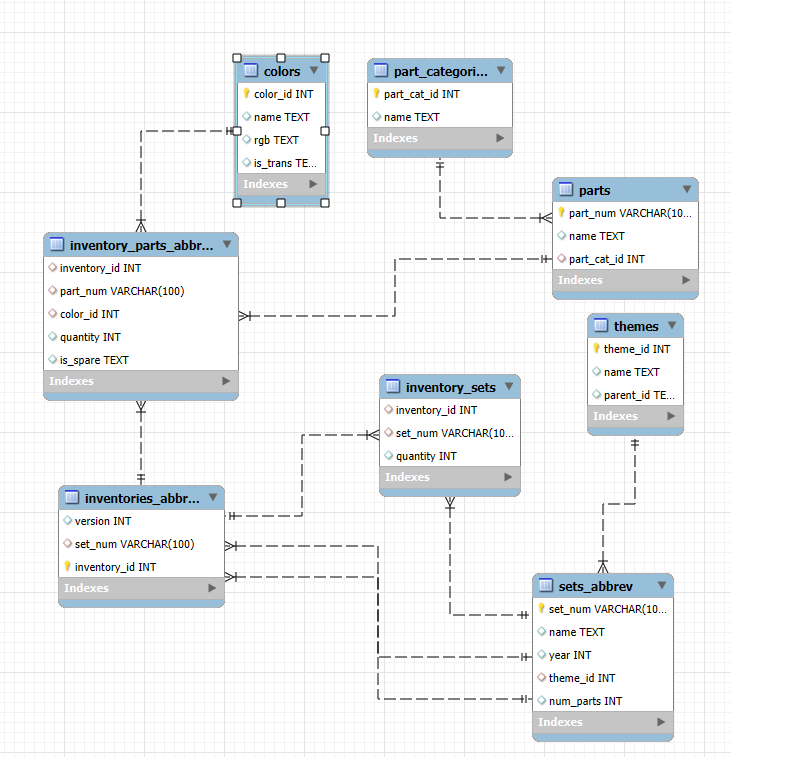 colors
color_id INT
name TEXT
rgb TEXT
is_trans TE...
Indexes
part_categori...
part_cat_id INT
name TEXT
Indexes
parts
part_num VARCHAR(10...
name TEXT
part_cat_id INT
Indexes
inventory_parts_abbr...
inventory_id INT
part_num VARCHAR(100)
color_id INT
quantity INT
is_spare TEXT
Indexes
themes
theme_id INT
name TEXT
parent_id TE...
Indexes
inventory_sets
inventory_id INT
set_num VARCHAR(10...
quantity INT
Indexes
inventories_abbr...
version INT
set_num VARCHAR(100)
inventory_id INT
Indexes
sets_abbrev
set_num VARCHAR(10...
name TEXT
year INT
theme_id INT
num_parts INT
Indexes